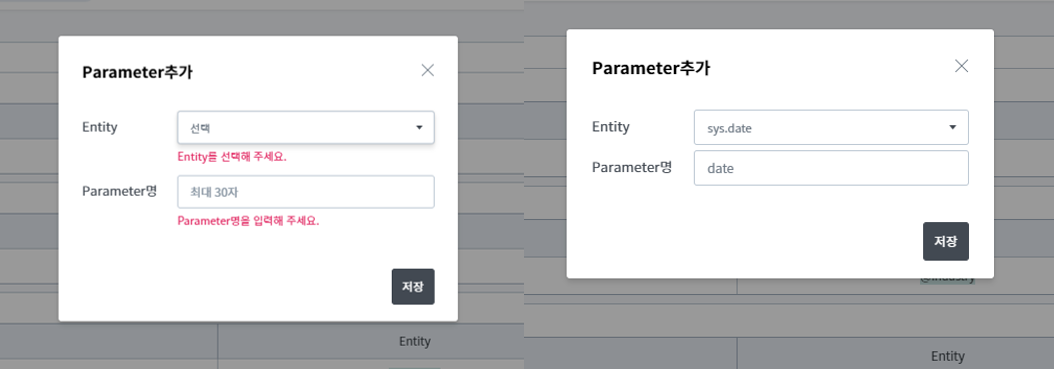 Parameter추가
Entity
선택
Entity를 선택해 주세요.
Parameter명
최대 30자
Parameter명을 입력해 주세요.
저장
Entity
Parameter추가
Entity
sys.date
Parameter명
date
저장
@industry
Entity